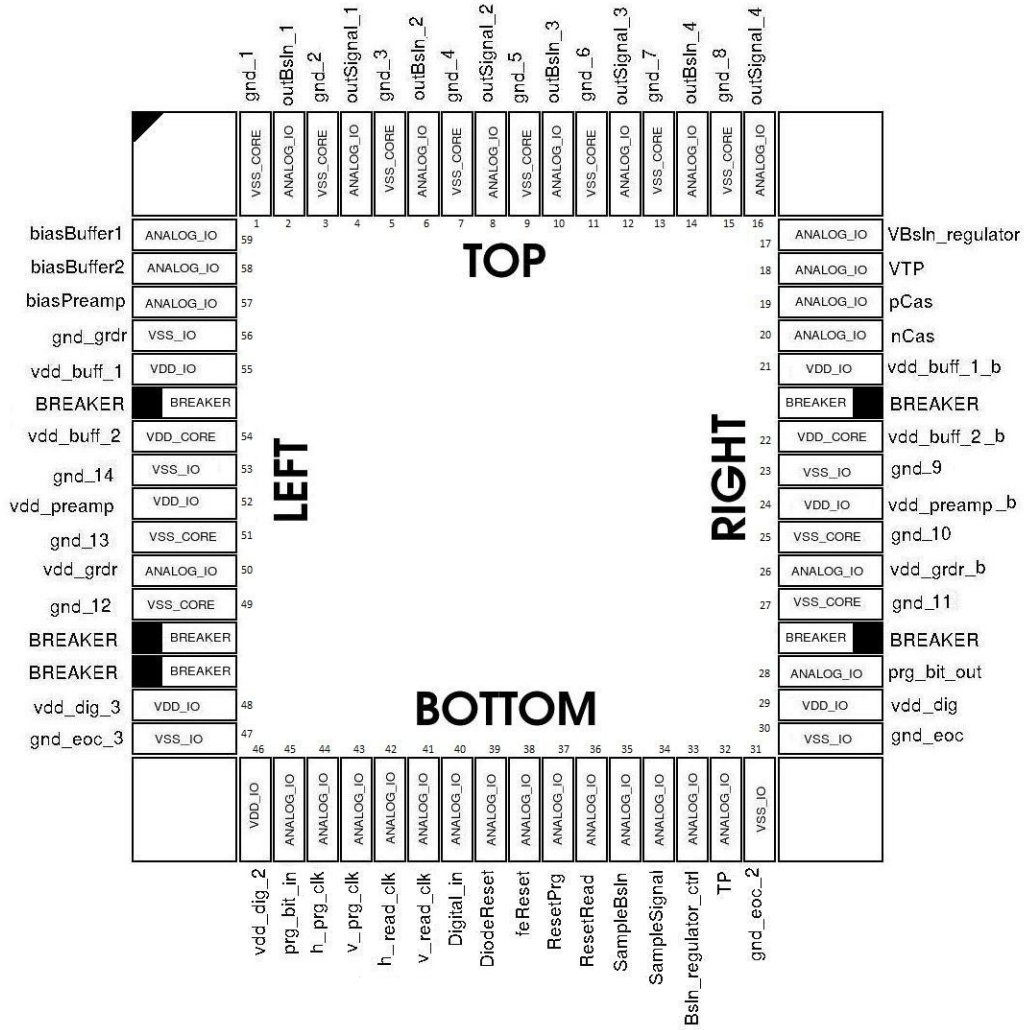 gnd_1 outBsln_1 gnd_2 outSignal_1 gnd_3 outBsln_2 gnd_4 outSignal_2 gnd_5 outBsln_3 gnd_6 outSignal_3 gnd_7 outBsln_4 gnd_8 outSignal_4
VSS_CORE ANALOG_IO VSS_CORE ANALOG_IO VSS_CORE ANALOG_IO VSS_CORE ANALOG_IO VSS_CORE ANALOG_IO VSS_CORE ANALOG_IO VSS_CORE ANALOG_IO VSS_CORE ANALOG_IO
1 2 3 4 5 6 7 8 9 10 11 12 13 14 15 16
TOP
biasBuffer1 ANALOG_IO 59
biasBuffer2 ANALOG_IO 58
biasPreamp ANALOG_IO 57
gnd_grdr VSS_IO 56
vdd_buff_1 VDD_IO 55
BREAKER BREAKER
vdd_buff_2 VDD_CORE 54
gnd_14 VSS_IO 53
vdd_preamp VDD_IO 52
gnd_13 VSS_CORE 51
vdd_grdr ANALOG_IO 50
gnd_12 VSS_CORE 49
BREAKER BREAKER
BREAKER BREAKER
vdd_dig_3 VDD_IO 48
gnd_eoc_3 VSS_IO 47
LEFT
RIGHT
17 ANALOG_IO VBsln_regulator
18 ANALOG_IO VTP
19 ANALOG_IO pCas
20 ANALOG_IO nCas
21 VDD_IO vdd_buff_1_b
BREAKER BREAKER
22 VDD_CORE vdd_buff_2_b
23 VSS_IO gnd_9
24 VDD_IO vdd_preamp_b
25 VSS_CORE gnd_10
26 ANALOG_IO vdd_grdr_b
27 VSS_CORE gnd_11
BREAKER BREAKER
28 ANALOG_IO prg_bit_out
29 VDD_IO vdd_dig
30 VSS_IO gnd_eoc
BOTTOM
46 45 44 43 42 41 40 39 38 37 36 35 34 33 32 31
VDD_IO ANALOG_IO ANALOG_IO ANALOG_IO ANALOG_IO ANALOG_IO ANALOG_IO ANALOG_IO ANALOG_IO ANALOG_IO ANALOG_IO ANALOG_IO ANALOG_IO ANALOG_IO ANALOG_IO VSS_IO
vdd_dig_2 prg_bit_in h_prg_clk v_prg_clk h_read_clk v_read_clk Digital_in DiodeReset feReset ResetPrg ResetRead SampleBsln SampleSignal Bsln_regulator_ctrl TP gnd_eoc_2